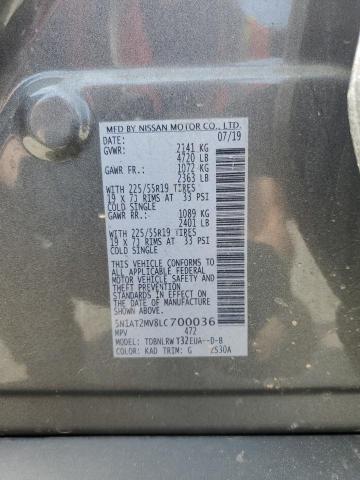 MFD BY NISSAN MOTOR CO., LTD.
DATE: 07/19
GVWR: 2141 KG
4720 LB
GAWR FR: 1072 KG
2363 LB
WITH 225/55R19 TIRES
19 X 7J RIMS AT 33 PSI
COLD SINGLE
GAWR RR: 1089 KG
2401 LB
WITH 225/55R19 TIRES
19 X 7J RIMS AT 33 PSI
COLD SINGLE
THIS VEHICLE CONFORMS TO ALL
APPLICABLE FEDERAL
MOTOR VEHICLE SAFETY
STANDARDS IN EFFECT ON THE
DATE OF MANUFACTURE
SHOWN ABOVE.
5N1AT2MV8LC700036
MPV 472
MODEL: TDBNLRW T32EUA--D-B
COLOR: KAD TRIM: G 2S30A